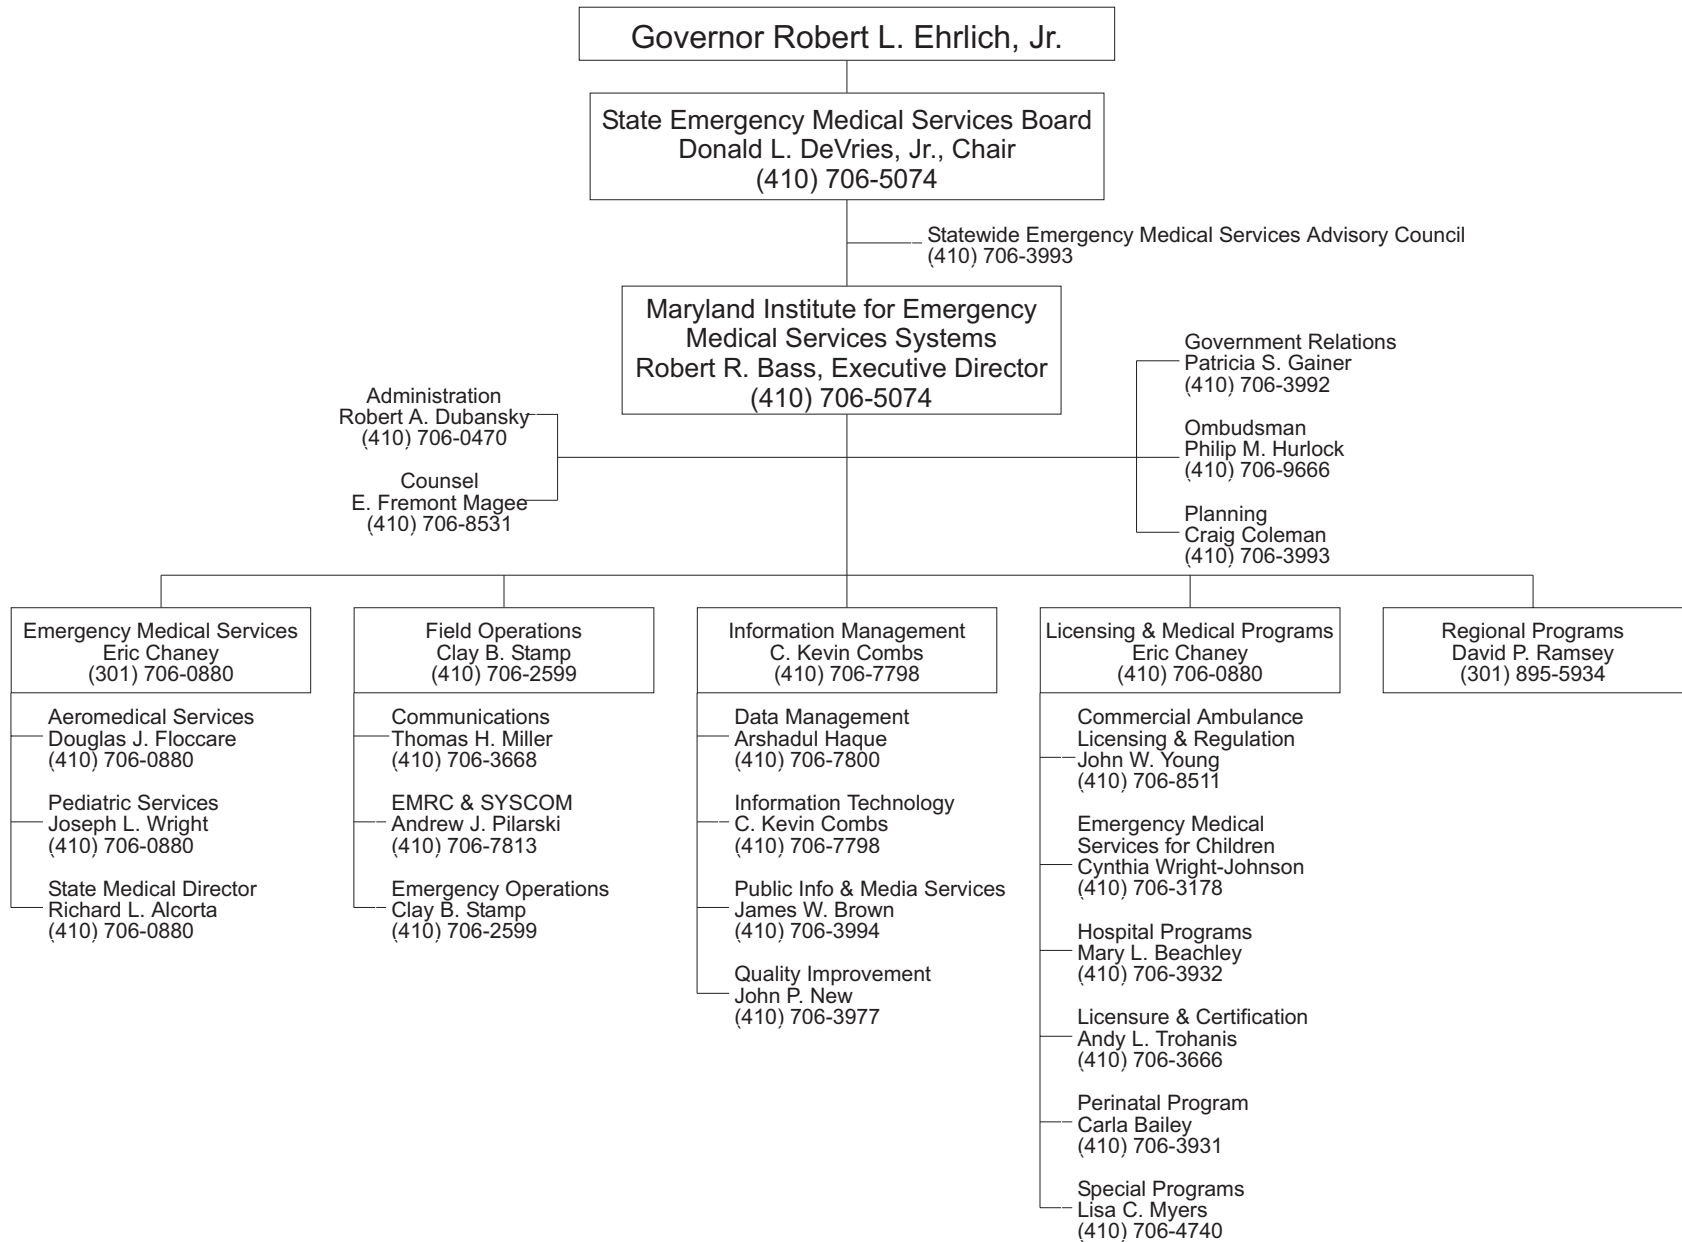 Governor Robert L. Ehrlich, Jr.
State Emergency Medical Services Board
Donald L. DeVries, Jr., Chair
(410) 706-5074
Statewide Emergency Medical Services Advisory Council
(410) 706-3993
Maryland Institute for Emergency
Medical Services Systems
Robert R. Bass, Executive Director
(410) 706-5074
Administration
Robert A. Dubansky
(410) 706-0470
Counsel
E. Fremont Magee
(410) 706-8531
Government Relations
Patricia S. Gainer
(410) 706-3992
Ombudsman
Philip M. Hurlock
(410) 706-9666
Planning
Craig Coleman
(410) 706-3993
Emergency Medical Services
Eric Chaney
(301) 706-0880
Aeromedical Services
Douglas J. Floccare
(410) 706-0880
Pediatric Services
Joseph L. Wright
(410) 706-0880
State Medical Director
Richard L. Alcorta
(410) 706-0880
Field Operations
Clay B. Stamp
(410) 706-2599
Communications
Thomas H. Miller
(410) 706-3668
EMRC & SYSCOM
Andrew J. Pilarski
(410) 706-7813
Emergency Operations
Clay B. Stamp
(410) 706-2599
Information Management
C. Kevin Combs
(410) 706-7798
Data Management
Arshadul Haque
(410) 706-7800
Information Technology
C. Kevin Combs
(410) 706-7798
Public Info & Media Services
James W. Brown
(410) 706-3994
Quality Improvement
John P. New
(410) 706-3977
Licensing & Medical Programs
Eric Chaney
(410) 706-0880
Commercial Ambulance
Licensing & Regulation
John W. Young
(410) 706-8511
Emergency Medical
Services for Children
Cynthia Wright-Johnson
(410) 706-3178
Hospital Programs
Mary L. Beachley
(410) 706-3932
Licensure & Certification
Andy L. Trohanis
(410) 706-3666
Perinatal Program
Carla Bailey
(410) 706-3931
Special Programs
Lisa C. Myers
(410) 706-4740
Regional Programs
David P. Ramsey
(301) 895-5934